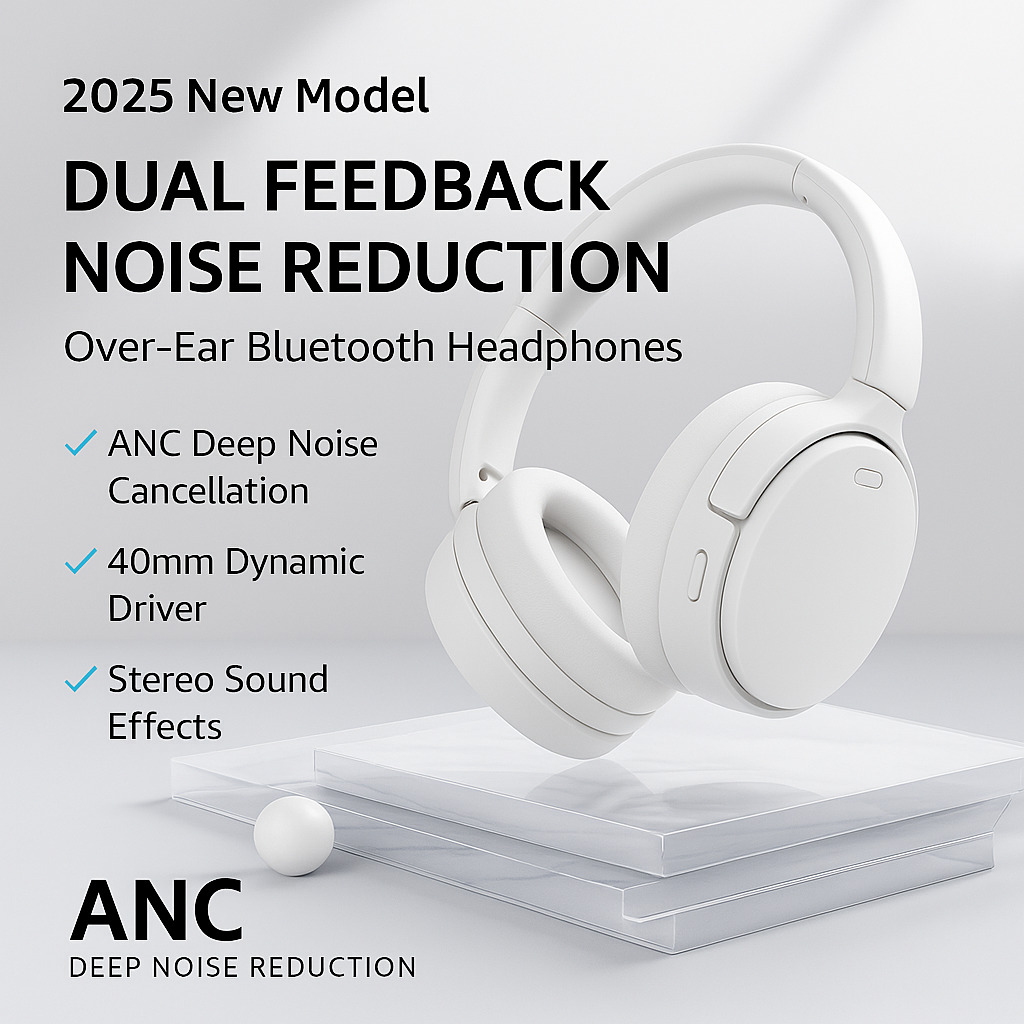 2025 New Model
DUAL FEEDBACK
NOISE REDUCTION
Over-Ear Bluetooth Headphones
ANC Deep Noise
Cancellation
40mm Dynamic
Driver
Stereo Sound
Effects
ANC
DEEP NOISE REDUCTION